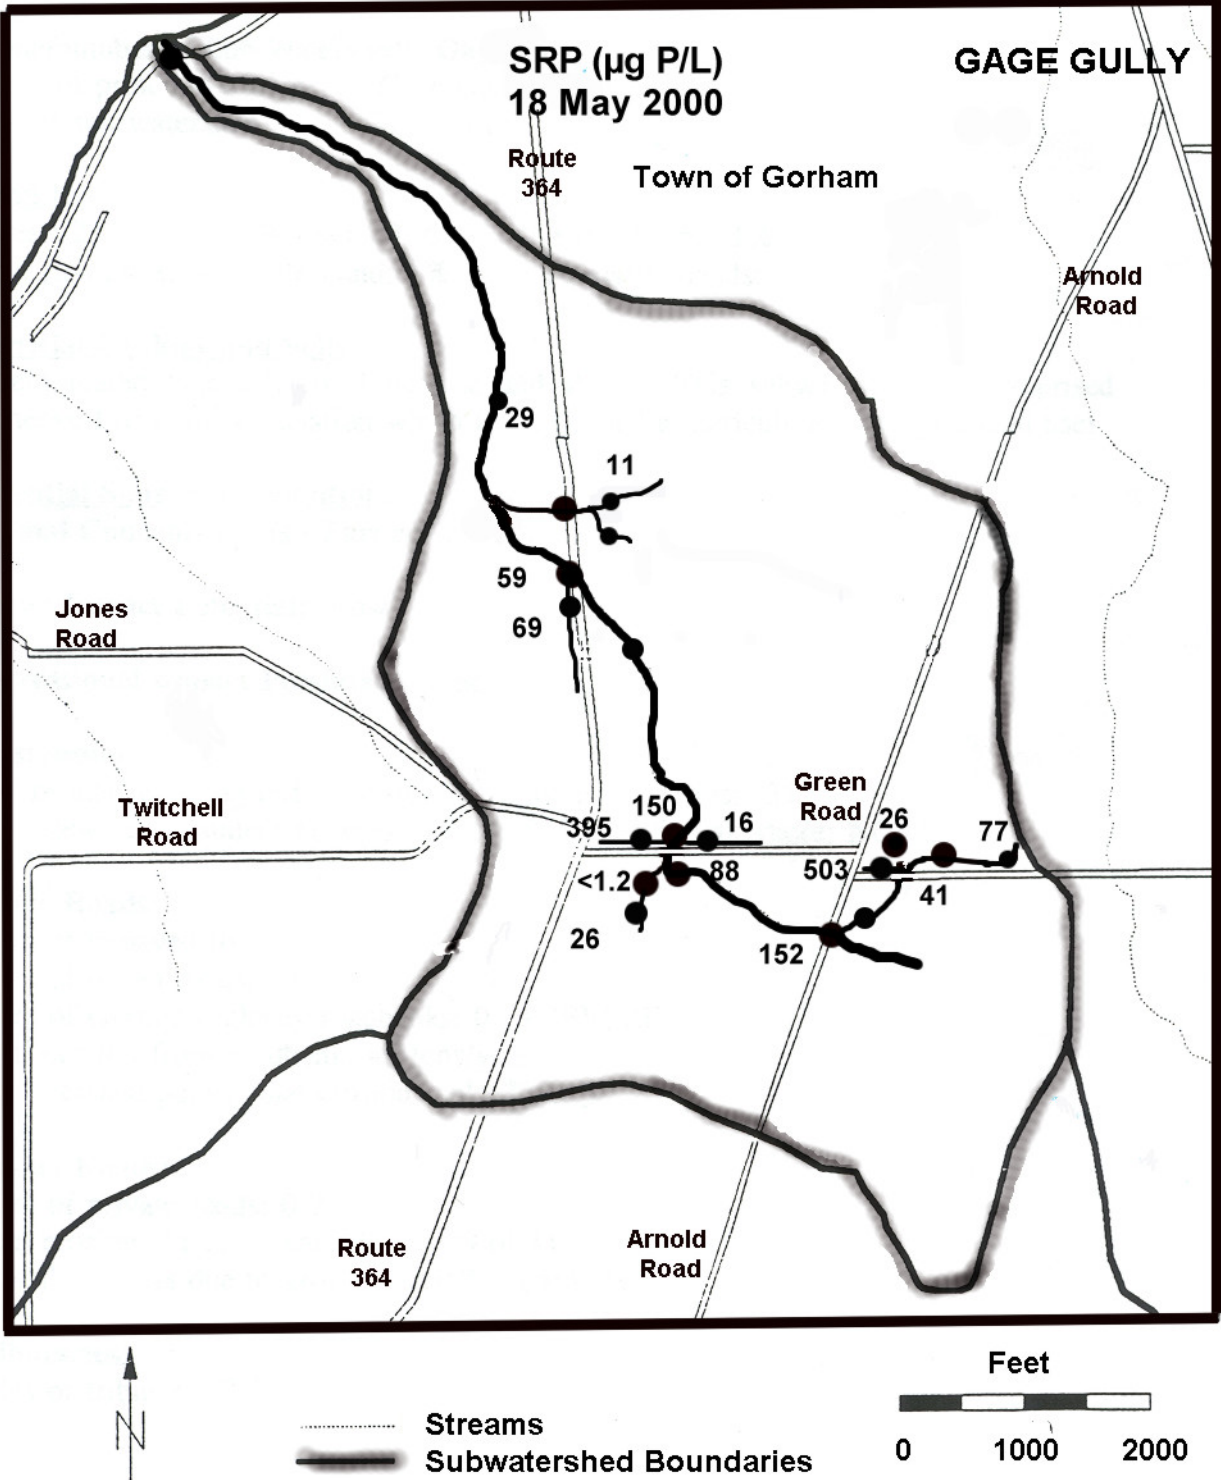 SRP (µg P/L)
18 May 2000
GAGE GULLY
Route
364
Town of Gorham
Arnold
Road
29
11
59
69
Jones
Road
Twitchell
Road
Green
Road
395
150
16
26
77
<1.2
88
503
41
26
152
Route
364
Arnold
Road
N
Streams
Subwatershed Boundaries
Feet
0 1000 2000